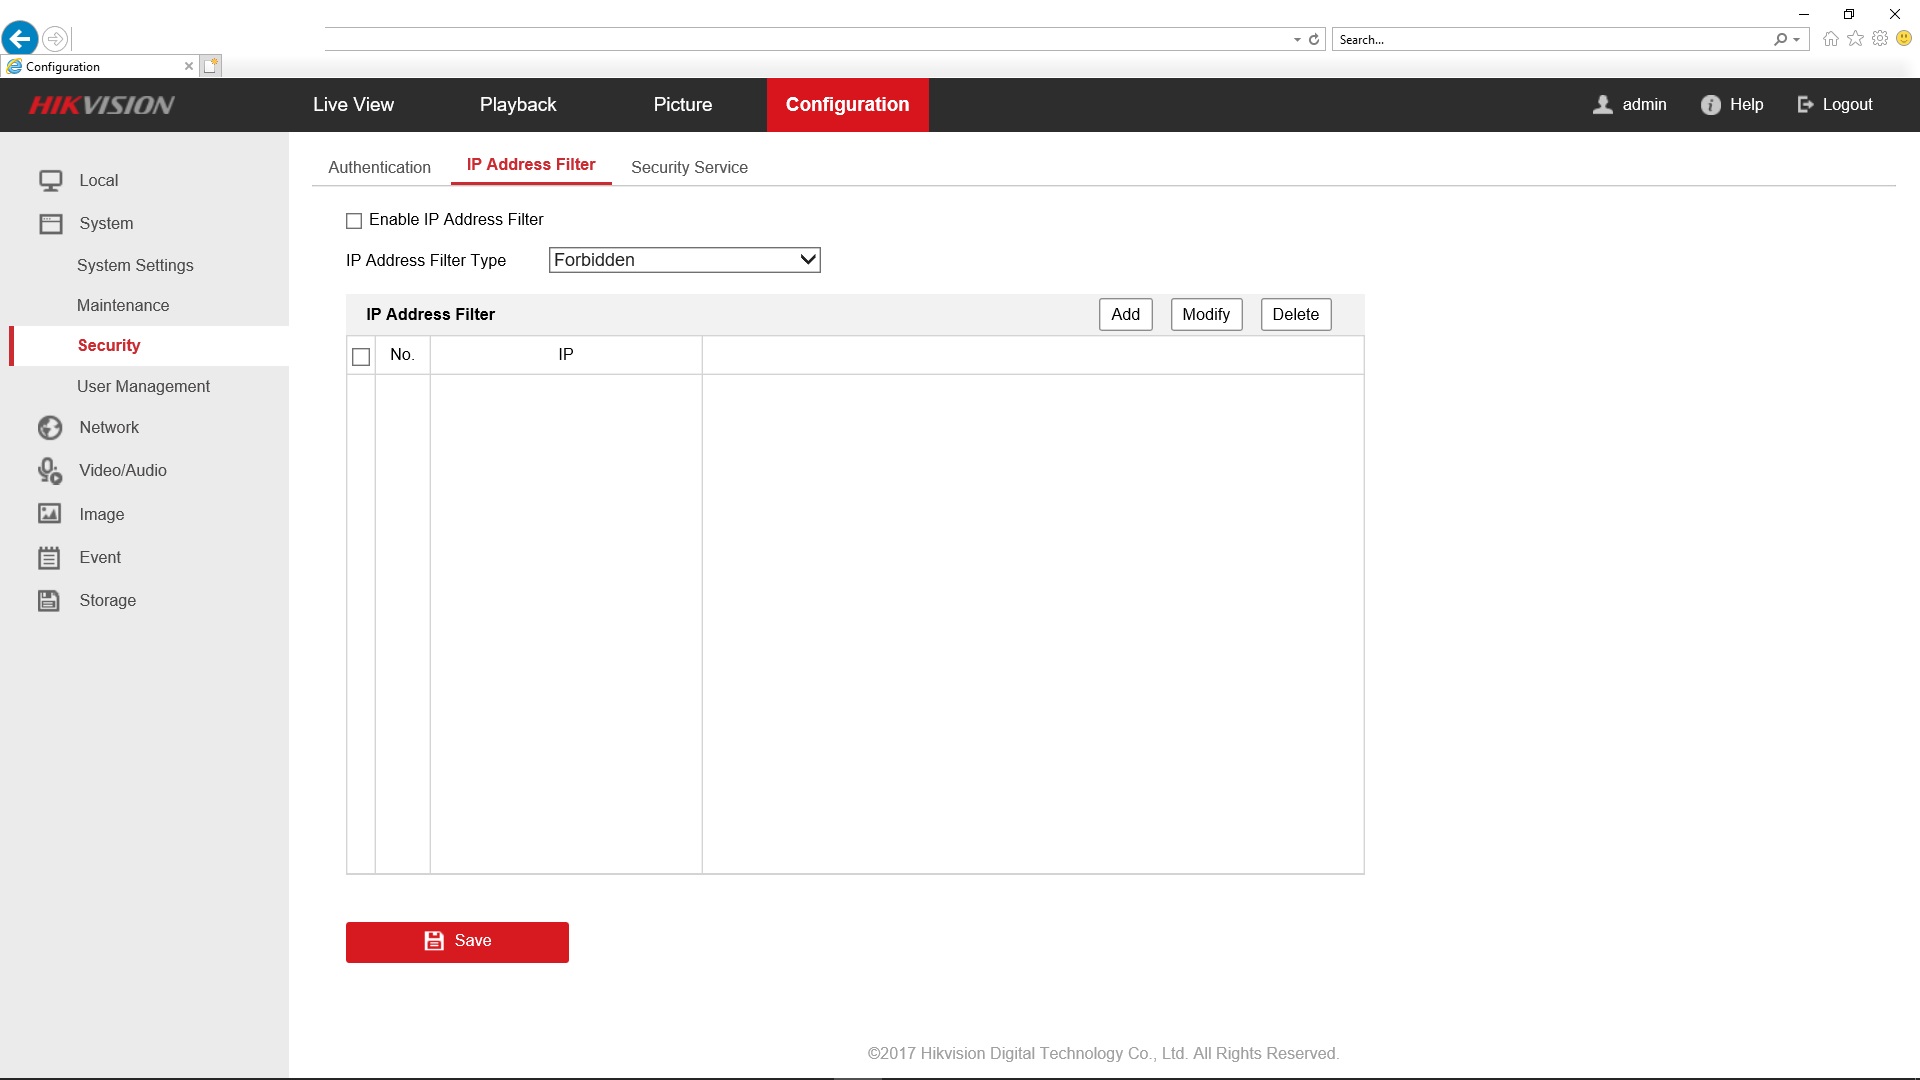 Search...
Configuration
HIKVISION
Live View
Playback
Picture
Configuration
admin
Help
Logout
Local
System
System Settings
Maintenance
Security
User Management
Network
Video/Audio
Image
Event
Storage
Authentication
IP Address Filter
Security Service
Enable IP Address Filter
IP Address Filter Type
Forbidden
IP Address Filter
Add
Modify
Delete
No.
IP
Save
©2017 Hikvision Digital Technology Co., Ltd. All Rights Reserved.